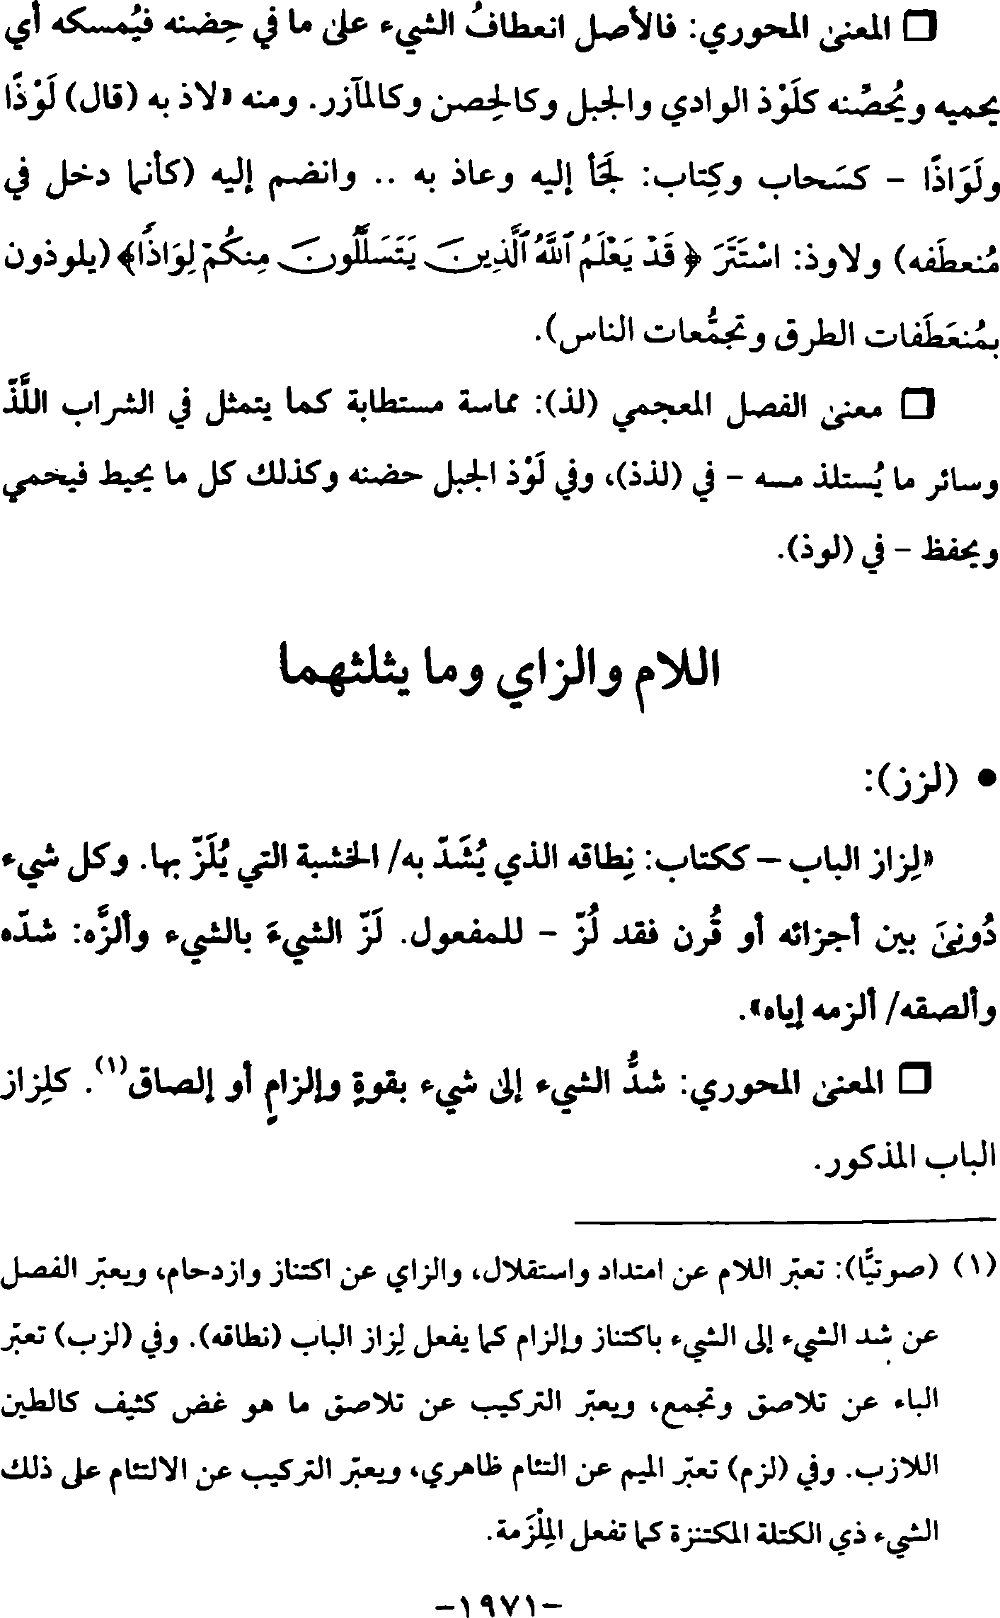 □ المعنى المحوري: فالأصل انعطافُ الشيء على ما في حِضنه فيُمسكه أي
يحميه ويُحصِّنه كلَوْذ الوادي والجبل وكالحِصن وكالمآزر. ومنه «لاذ به (قال) لَوْذًا
ولَوَاذًا – كسَحاب وكِتاب: لَجَأ إليه وعاذ به .. وانضم إليه (كأنما دخل في
مُنعطَفه) ولاوذ: اسْتَتَرَ ﴿قَدْ يَعْلَمُ ٱللَّهُ ٱلَّذِينَ يَتَسَلَّلُونَ مِنكُمْ لِوَاذًا﴾ (يلوذون
بمُنعَطَفات الطرق وتجمُّعات الناس).
□ معنى الفصل المعجمي (لذ): مماسة مستطابة كما يتمثل في الشراب اللَّذّ
وسائر ما يُستلذ مسه – في (لذذ)، وفي لَوْذ الجبل حضنه وكذلك كل ما يحيط فيحمي
ويحفظ – في (لوذ).
اللام والزاي وما يثلثهما
• (لزز):
«لِزاز الباب – ككتاب: نِطاقه الذي يُشَدّ به/ الخشبة التي يُلَزّ بها. وكل شيء
دُونِىَ بين أجزائه أو قُرن فقد لُزّ – للمفعول. لَزّ الشيءَ بالشيء وألزَّه: شدّه
وألصقه/ ألزمه إياه».
□ المعنى المحوري: شدُّ الشيء إلى شيء بقوةٍ وإلزامٍ أو إلصاق(١). كلِزاز
الباب المذكور.
(١) (صوتيًّا): تعبّر اللام عن امتداد واستقلال، والزاي عن اكتناز وازدحام، ويعبّر الفصل
عن شد الشيء إلى الشيء باكتناز وإلزام كما يفعل لِزاز الباب (نطاقه). وفي (لزب) تعبّر
الباء عن تلاصق وتجمع، ويعبّر التركيب عن تلاصق ما هو غض كثيف كالطين
اللازب. وفي (لزم) تعبّر الميم عن التئام ظاهري، ويعبّر التركيب عن الالتئام على ذلك
الشيء ذي الكتلة المكتنزة كما تفعل المِلْزَمة.
-١٩٧١-